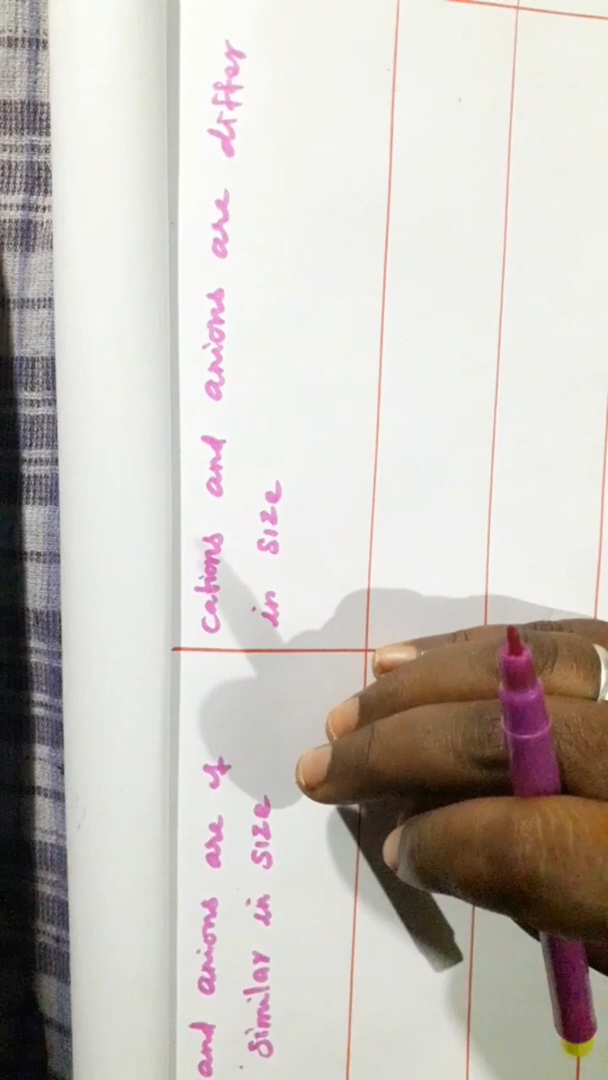 and anions are of
similar in size
cations and anions are differ
in size